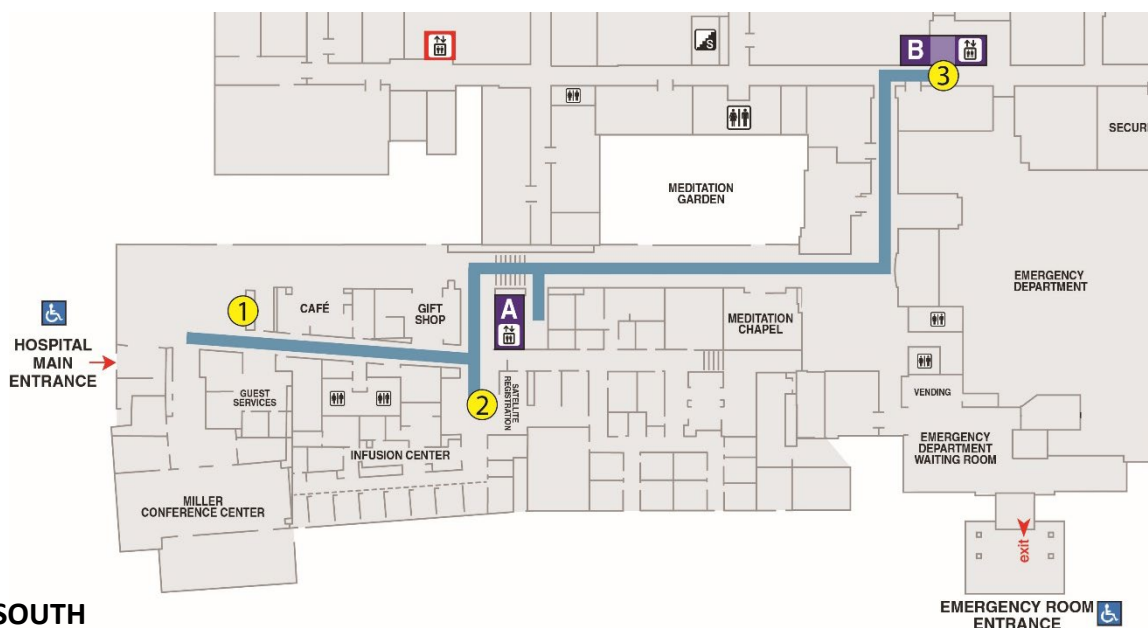 B
3
S
SECURI
MEDITATION
GARDEN
EMERGENCY
DEPARTMENT
1
CAFÉ
GIFT
SHOP
A
MEDITATION
CHAPEL
HOSPITAL
MAIN
ENTRANCE
GUEST
SERVICES
2
SATELLITE
REGISTRATION
VENDING
INFUSION CENTER
EMERGENCY
DEPARTMENT
WAITING ROOM
MILLER
CONFERENCE CENTER
exit
SOUTH
EMERGENCY ROOM
ENTRANCE